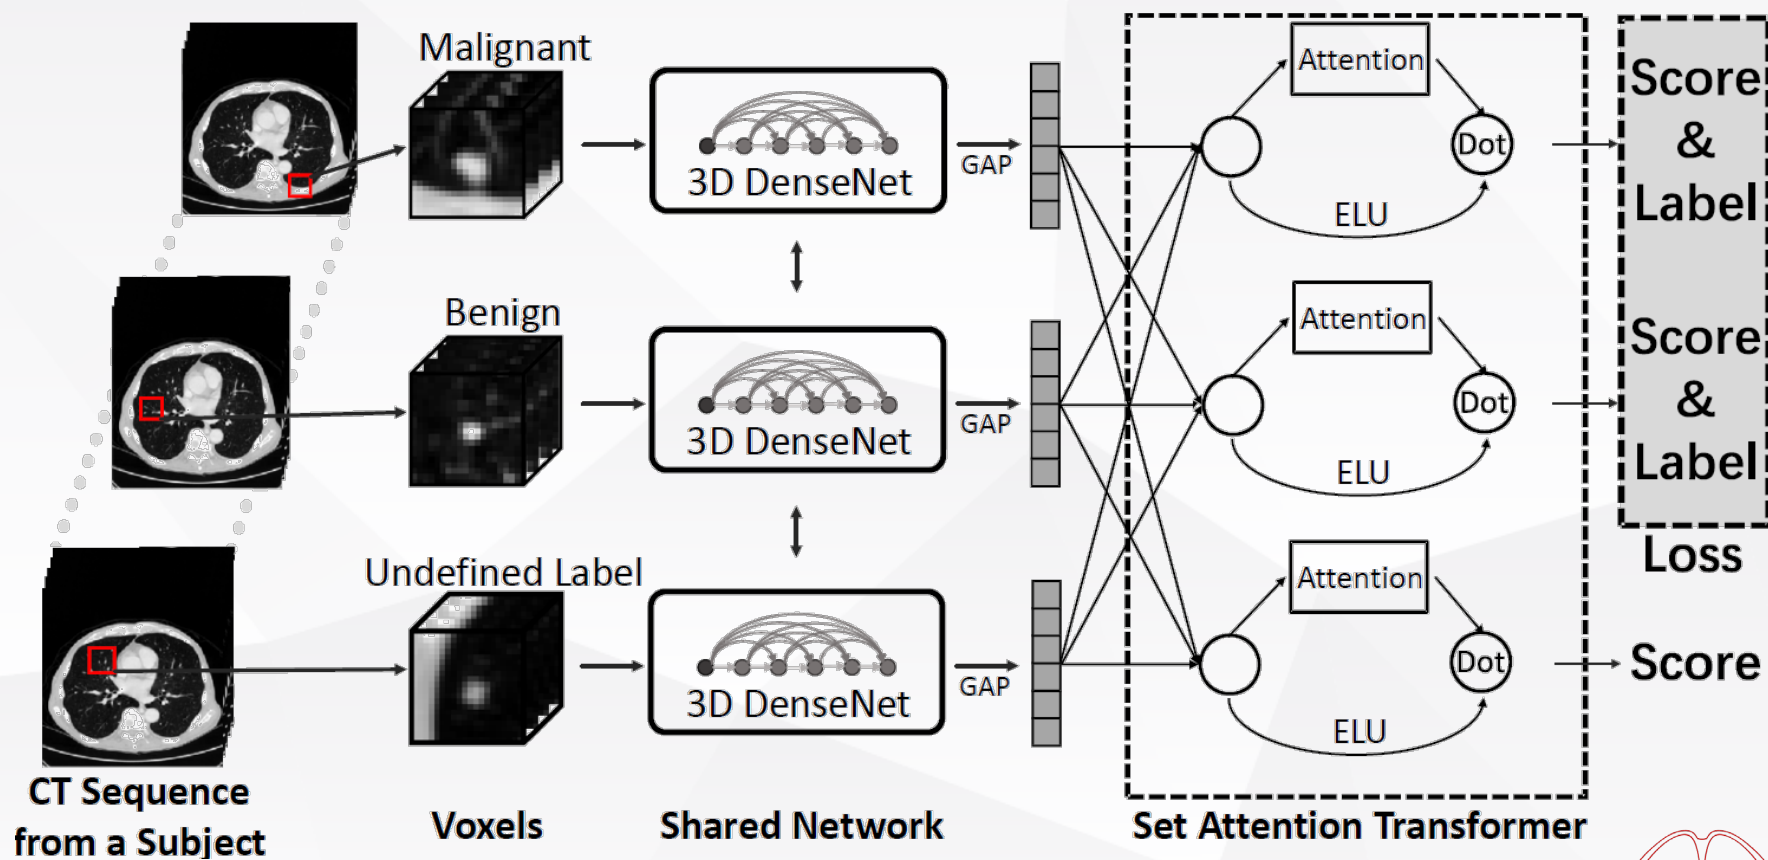 Malignant
3D DenseNet
GAP
Attention
Dot
ELU
Score
&
Label
Benign
3D DenseNet
GAP
Attention
Dot
ELU
Score
&
Label
Loss
Undefined Label
3D DenseNet
GAP
Attention
Dot
ELU
Score
CT Sequence
from a Subject
Voxels
Shared Network
Set Attention Transformer